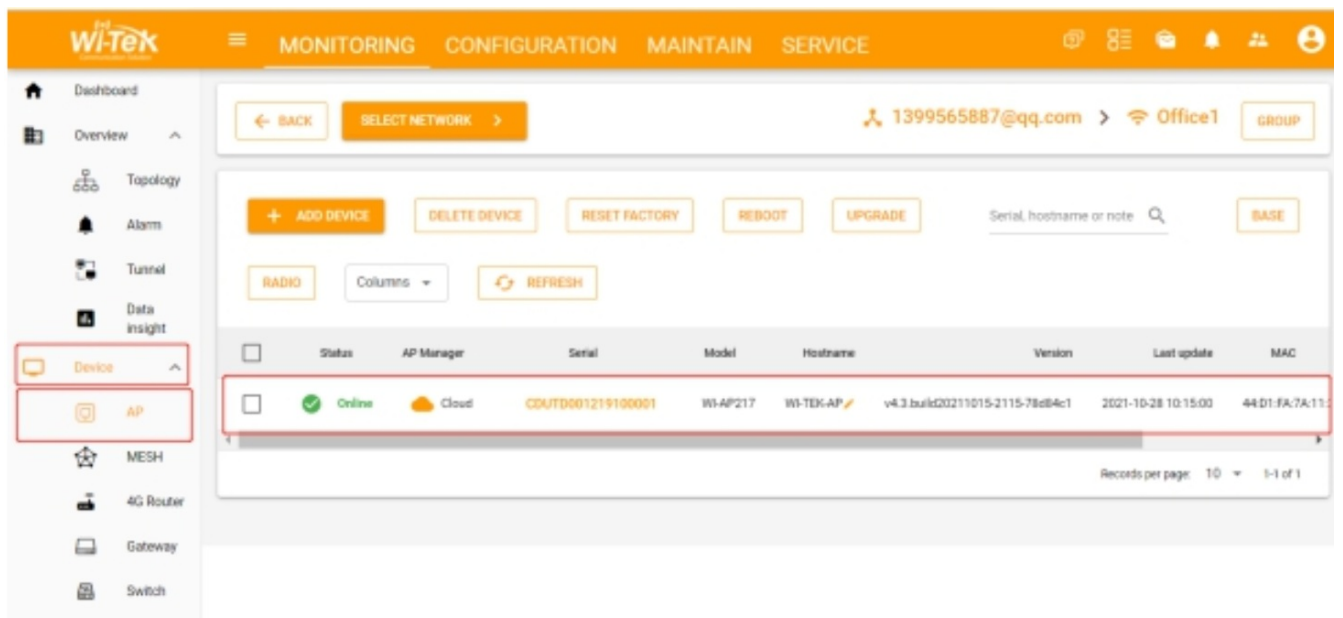 Wi-Tek
MONITORING CONFIGURATION MAINTAIN SERVICE
Dashboard
Overview
Topology
Alarm
Tunnel
Data
insight
Device
AP
MESH
4G Router
Gateway
Switch
BACK SELECT NETWORK 1399565887@qq.com Office1 GROUP
+ ADD DEVICE DELETE DEVICE RESET FACTORY REBOOT UPGRADE Serial, hostname or note BASE
RADIO Columns REFRESH
Status AP Manager Serial Model Hostname Version Last update MAC
Online Cloud CDUTD001219100001 WI-AP217 WI-TEK-AP v4.3.build20211015-2115-78d84c1 2021-10-28 10:15:00 44:D1:FA:7A:11:
Records per page: 10 1-1 of 1